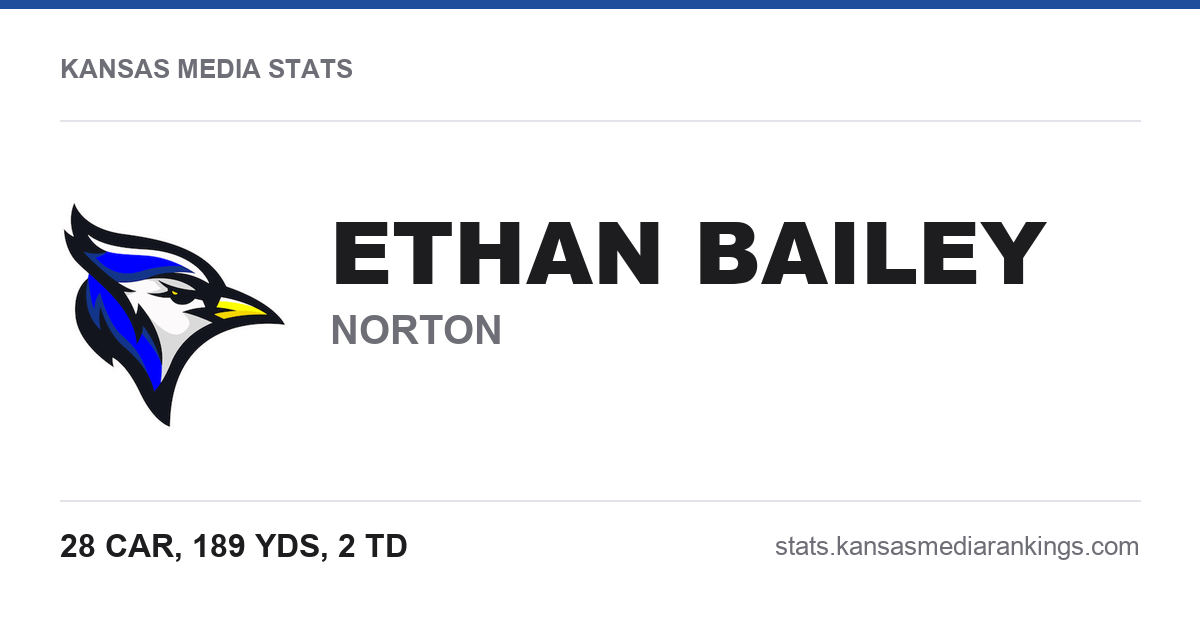 KANSAS MEDIA STATS
ETHAN BAILEY
NORTON
28 CAR, 189 YDS, 2 TD
stats.kansasmediarankings.com